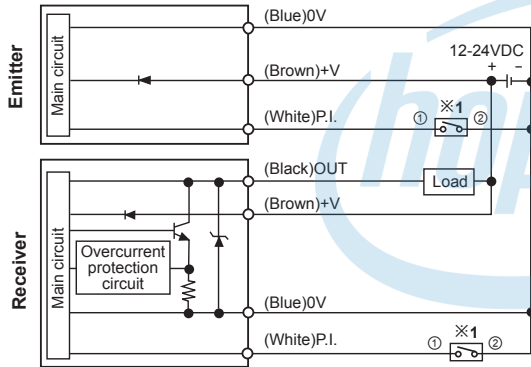 Emitter
Main circuit
(Blue)0V
(Brown)+V
12-24VDC
+ −
(White)P.I.
① ※1 ②
Receiver
Main circuit
(Black)OUT
Load
(Brown)+V
Overcurrent
protection
circuit
(Blue)0V
(White)P.I.
① ※1 ②
hop